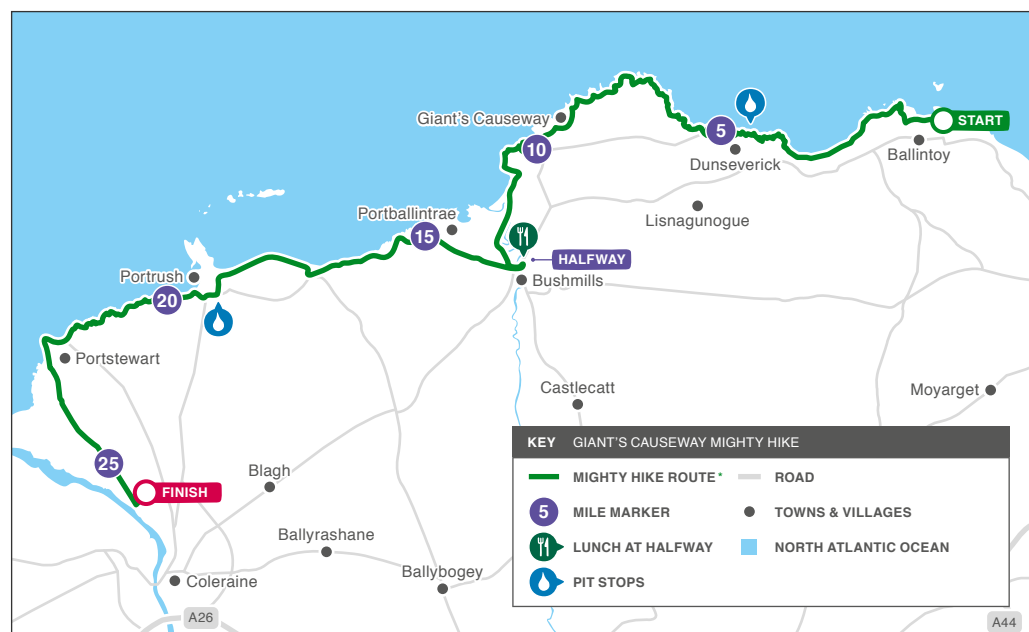 START
Giant's Causeway
5
10
Dunseverick
Ballintoy
Lisnagunogue
Portballintrae
15
HALFWAY
Portrush
Bushmills
20
Portstewart
Castlecatt
Moyarget
25
FINISH
Blagh
Ballyrashane
Coleraine
Ballybogey
A26
A44
KEY GIANT'S CAUSEWAY MIGHTY HIKE
MIGHTY HIKE ROUTE*
ROAD
5 MILE MARKER
TOWNS & VILLAGES
LUNCH AT HALFWAY
NORTH ATLANTIC OCEAN
PIT STOPS